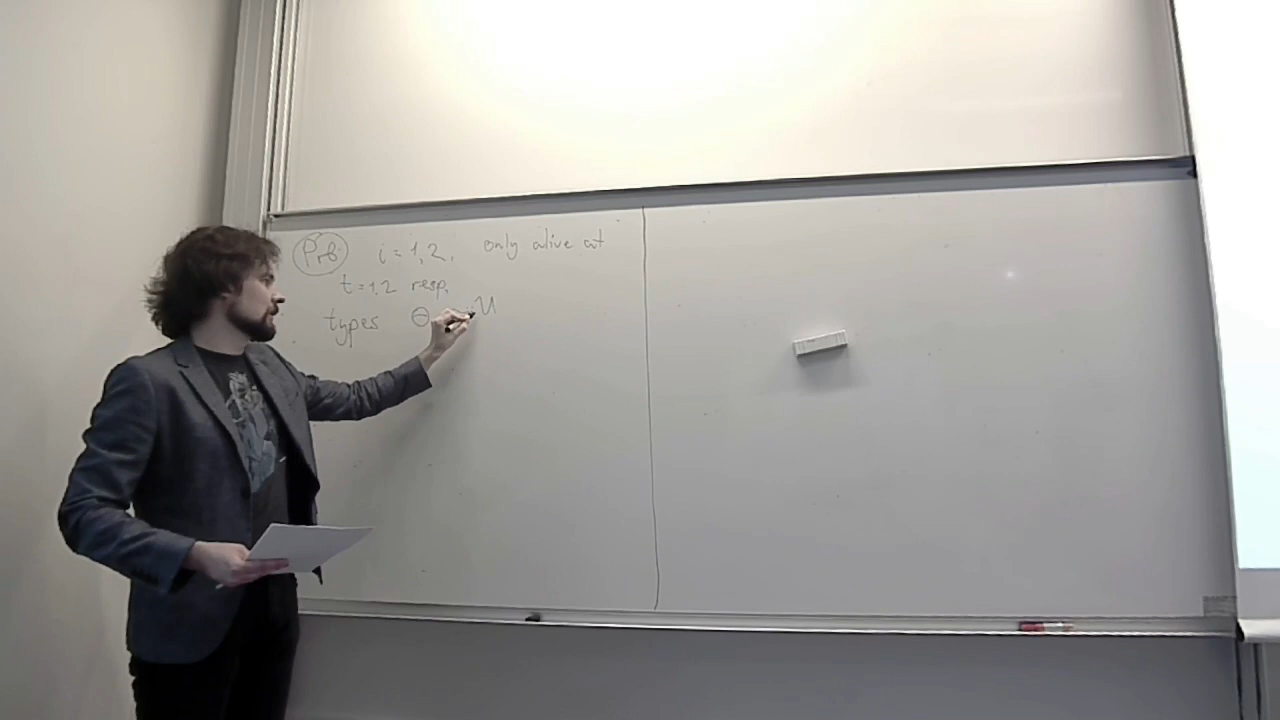 Prb. i = 1,2, only alive at
t = 1,2 resp.
types Θ U